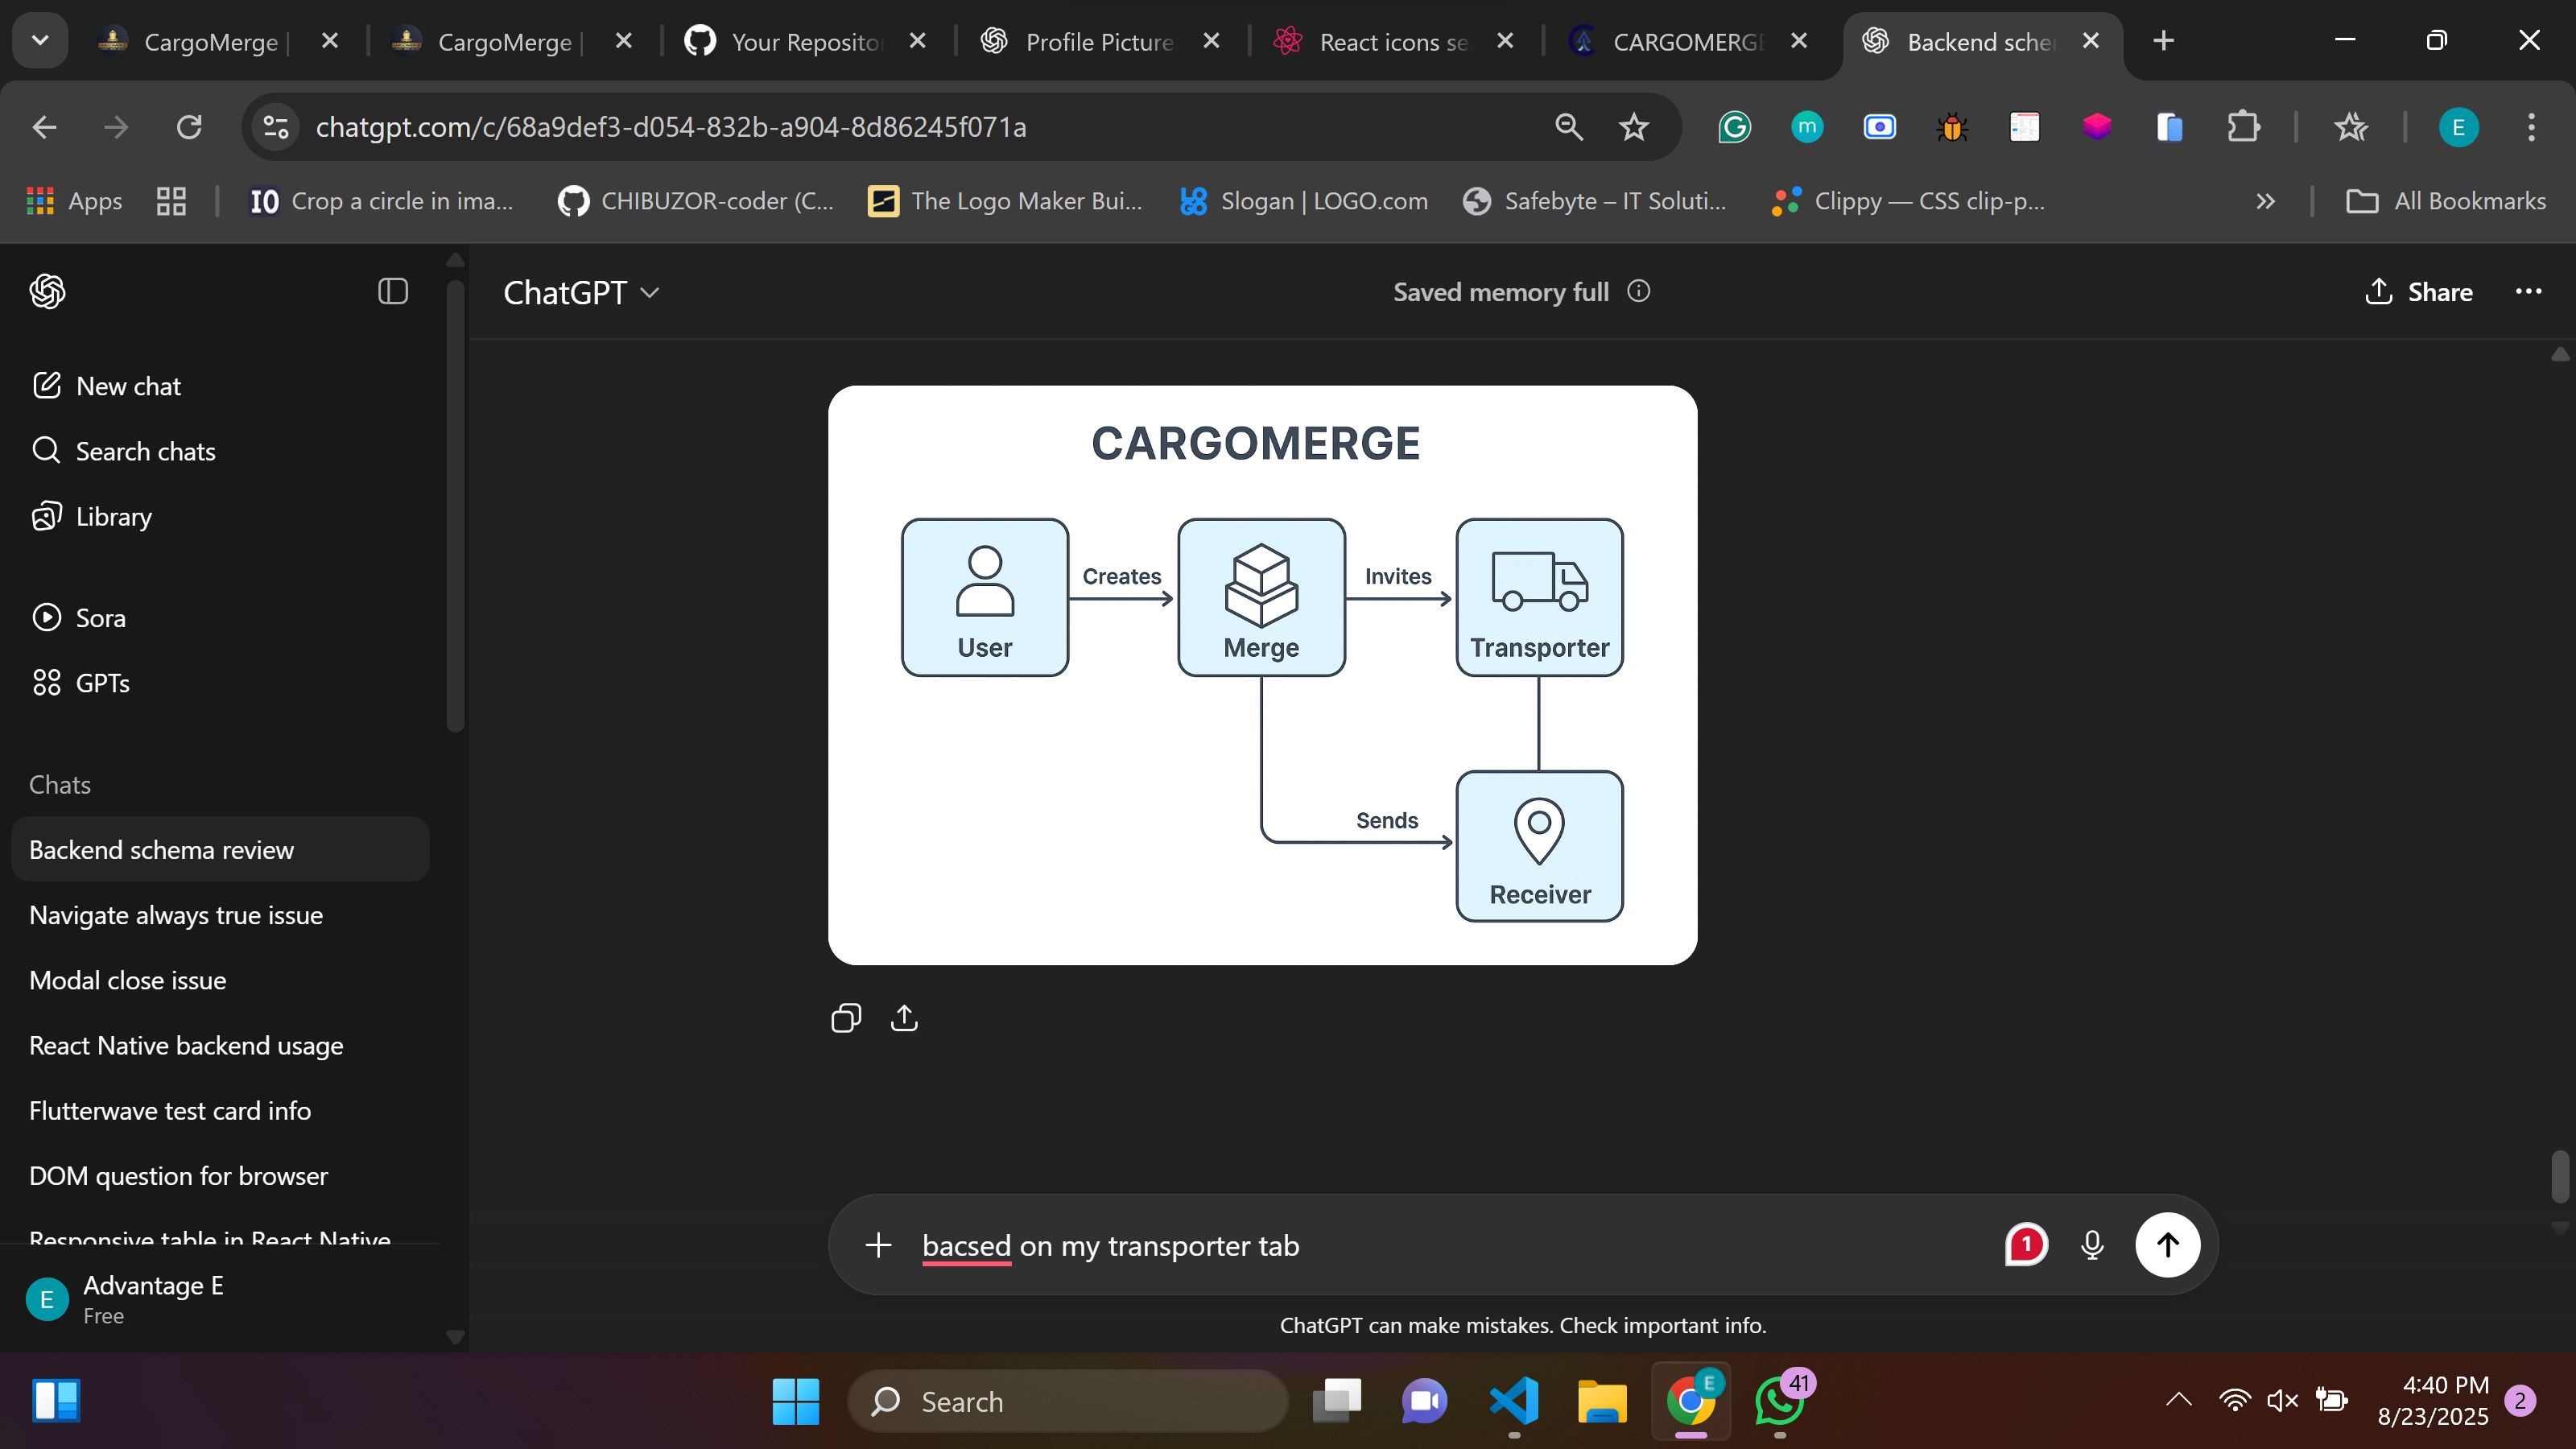 CargoMerge |
CargoMerge |
Your Reposito
Profile Picture
React icons se
CARGOMERGE
Backend sche
chatgpt.com/c/68a9def3-d054-832b-a904-8d86245f071a
m
E
Apps
IO Crop a circle in ima...
CHIBUZOR-coder (C...
The Logo Maker Bui...
LOGO Slogan | LOGO.com
Safebyte – IT Soluti...
Clippy — CSS clip-p...
All Bookmarks
ChatGPT
Saved memory full
Share
New chat
Search chats
Library
Sora
GPTs
Chats
Backend schema review
Navigate always true issue
Modal close issue
React Native backend usage
Flutterwave test card info
DOM question for browser
Responsive table in React Native
E
Advantage E
Free
CARGOMERGE
User
Creates
Merge
Invites
Transporter
Sends
Receiver
bacsed on my transporter tab
1
ChatGPT can make mistakes. Check important info.
Search
E
41
4:40 PM
8/23/2025
2